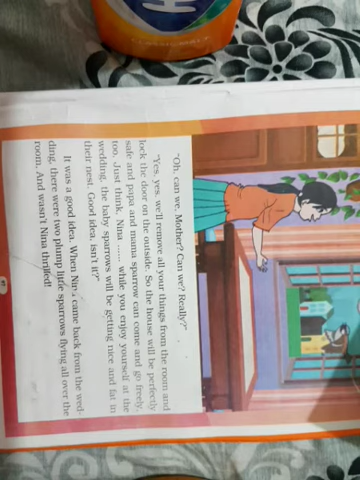 "Oh, can we, Mother? Can we? Really?"
"Yes, yes, we'll remove all your things from the room and
lock the door on the outside. So the house will be perfectly
safe and papa and mama sparrow can come and go freely,
too. Just think, Nina ..... while you enjoy yourself at the
wedding, the baby sparrows will be getting nice and fat in
their nest. Good idea, isn't it?"
It was a good idea. When Nina came back from the wed-
ding, there were two plump little sparrows flying all over the
room. And wasn't Nina thrilled!
CLASSIC MALA